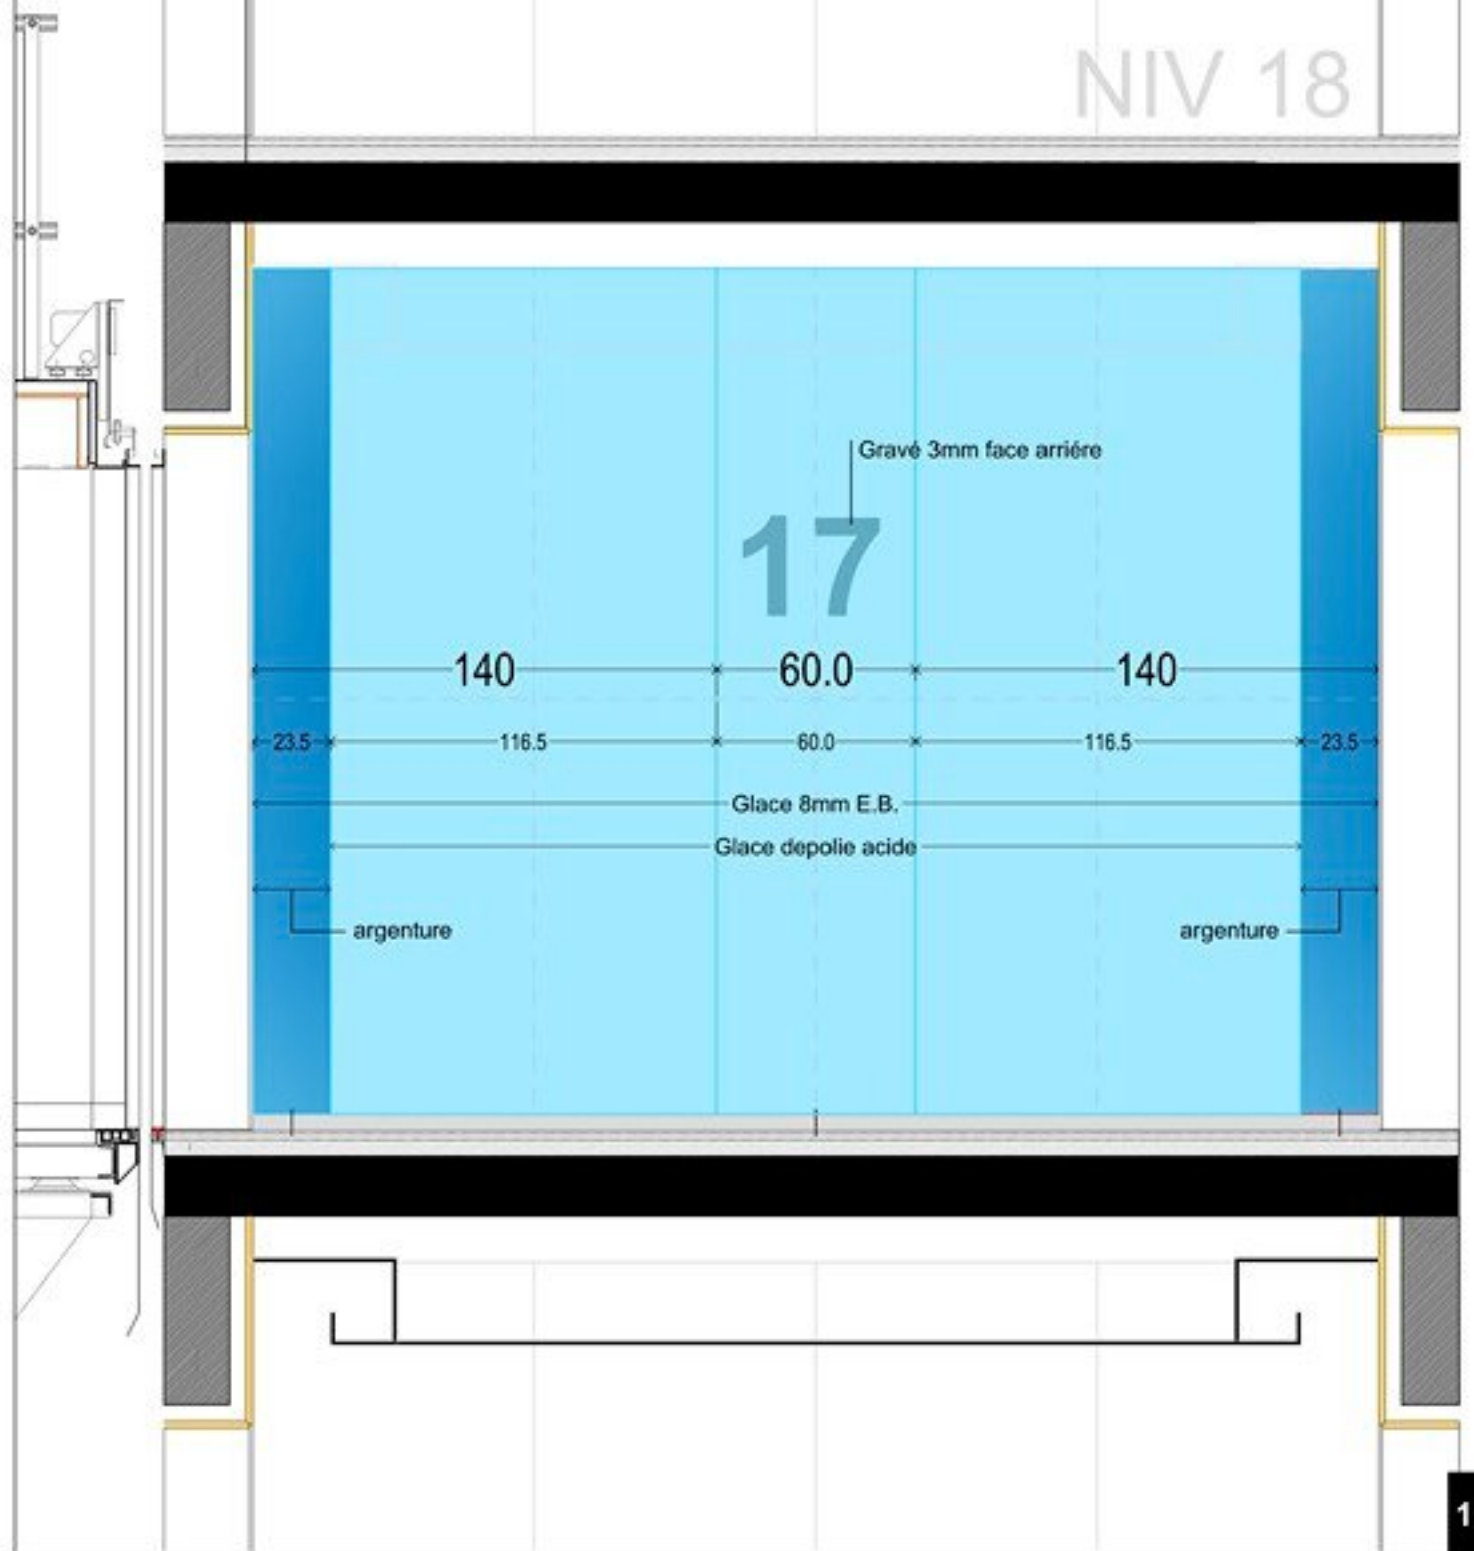 NIV 18
Gravé 3mm face arriére
17
140 60.0 140
23.5 116.5 60.0 116.5 23.5
Glace 8mm E.B.
Glace depolie acide
argenture argenture
1